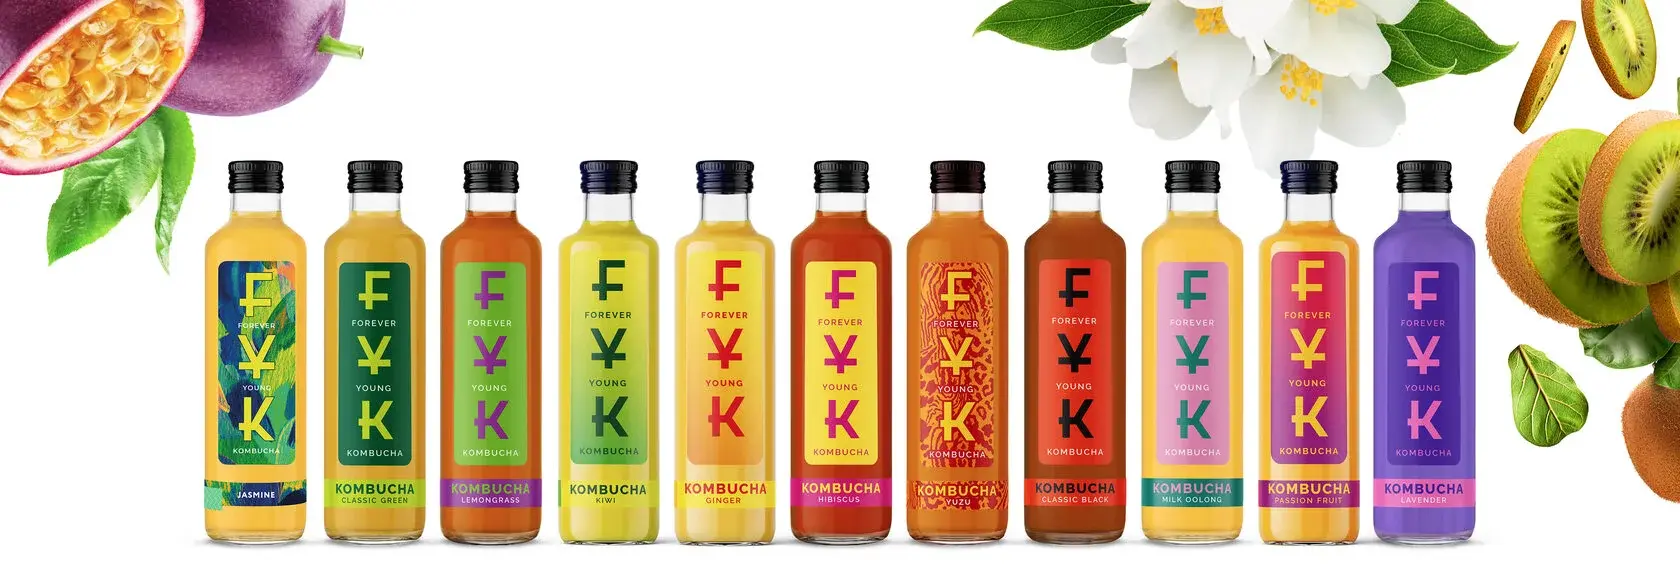 F
FOREVER
¥
YOUNG
K
KOMBUCHA
JASMINE
F
FOREVER
¥
YOUNG
K
KOMBUCHA
KOMBUCHA
CLASSIC GREEN
F
FOREVER
¥
YOUNG
K
KOMBUCHA
KOMBUCHA
LEMONGRASS
F
FOREVER
¥
YOUNG
K
KOMBUCHA
KOMBUCHA
KIWI
F
FOREVER
¥
YOUNG
K
KOMBUCHA
KOMBUCHA
GINGER
F
FOREVER
¥
YOUNG
K
KOMBUCHA
KOMBUCHA
HIBISCUS
F
FOREVER
¥
YOUNG
K
KOMBUCHA
KOMBUCHA
YUZU
F
FOREVER
¥
YOUNG
K
KOMBUCHA
KOMBUCHA
CLASSIC BLACK
F
FOREVER
¥
YOUNG
K
KOMBUCHA
KOMBUCHA
MILK OOLONG
F
FOREVER
¥
YOUNG
K
KOMBUCHA
KOMBUCHA
PASSION FRUIT
F
FOREVER
¥
YOUNG
K
KOMBUCHA
KOMBUCHA
LAVENDER